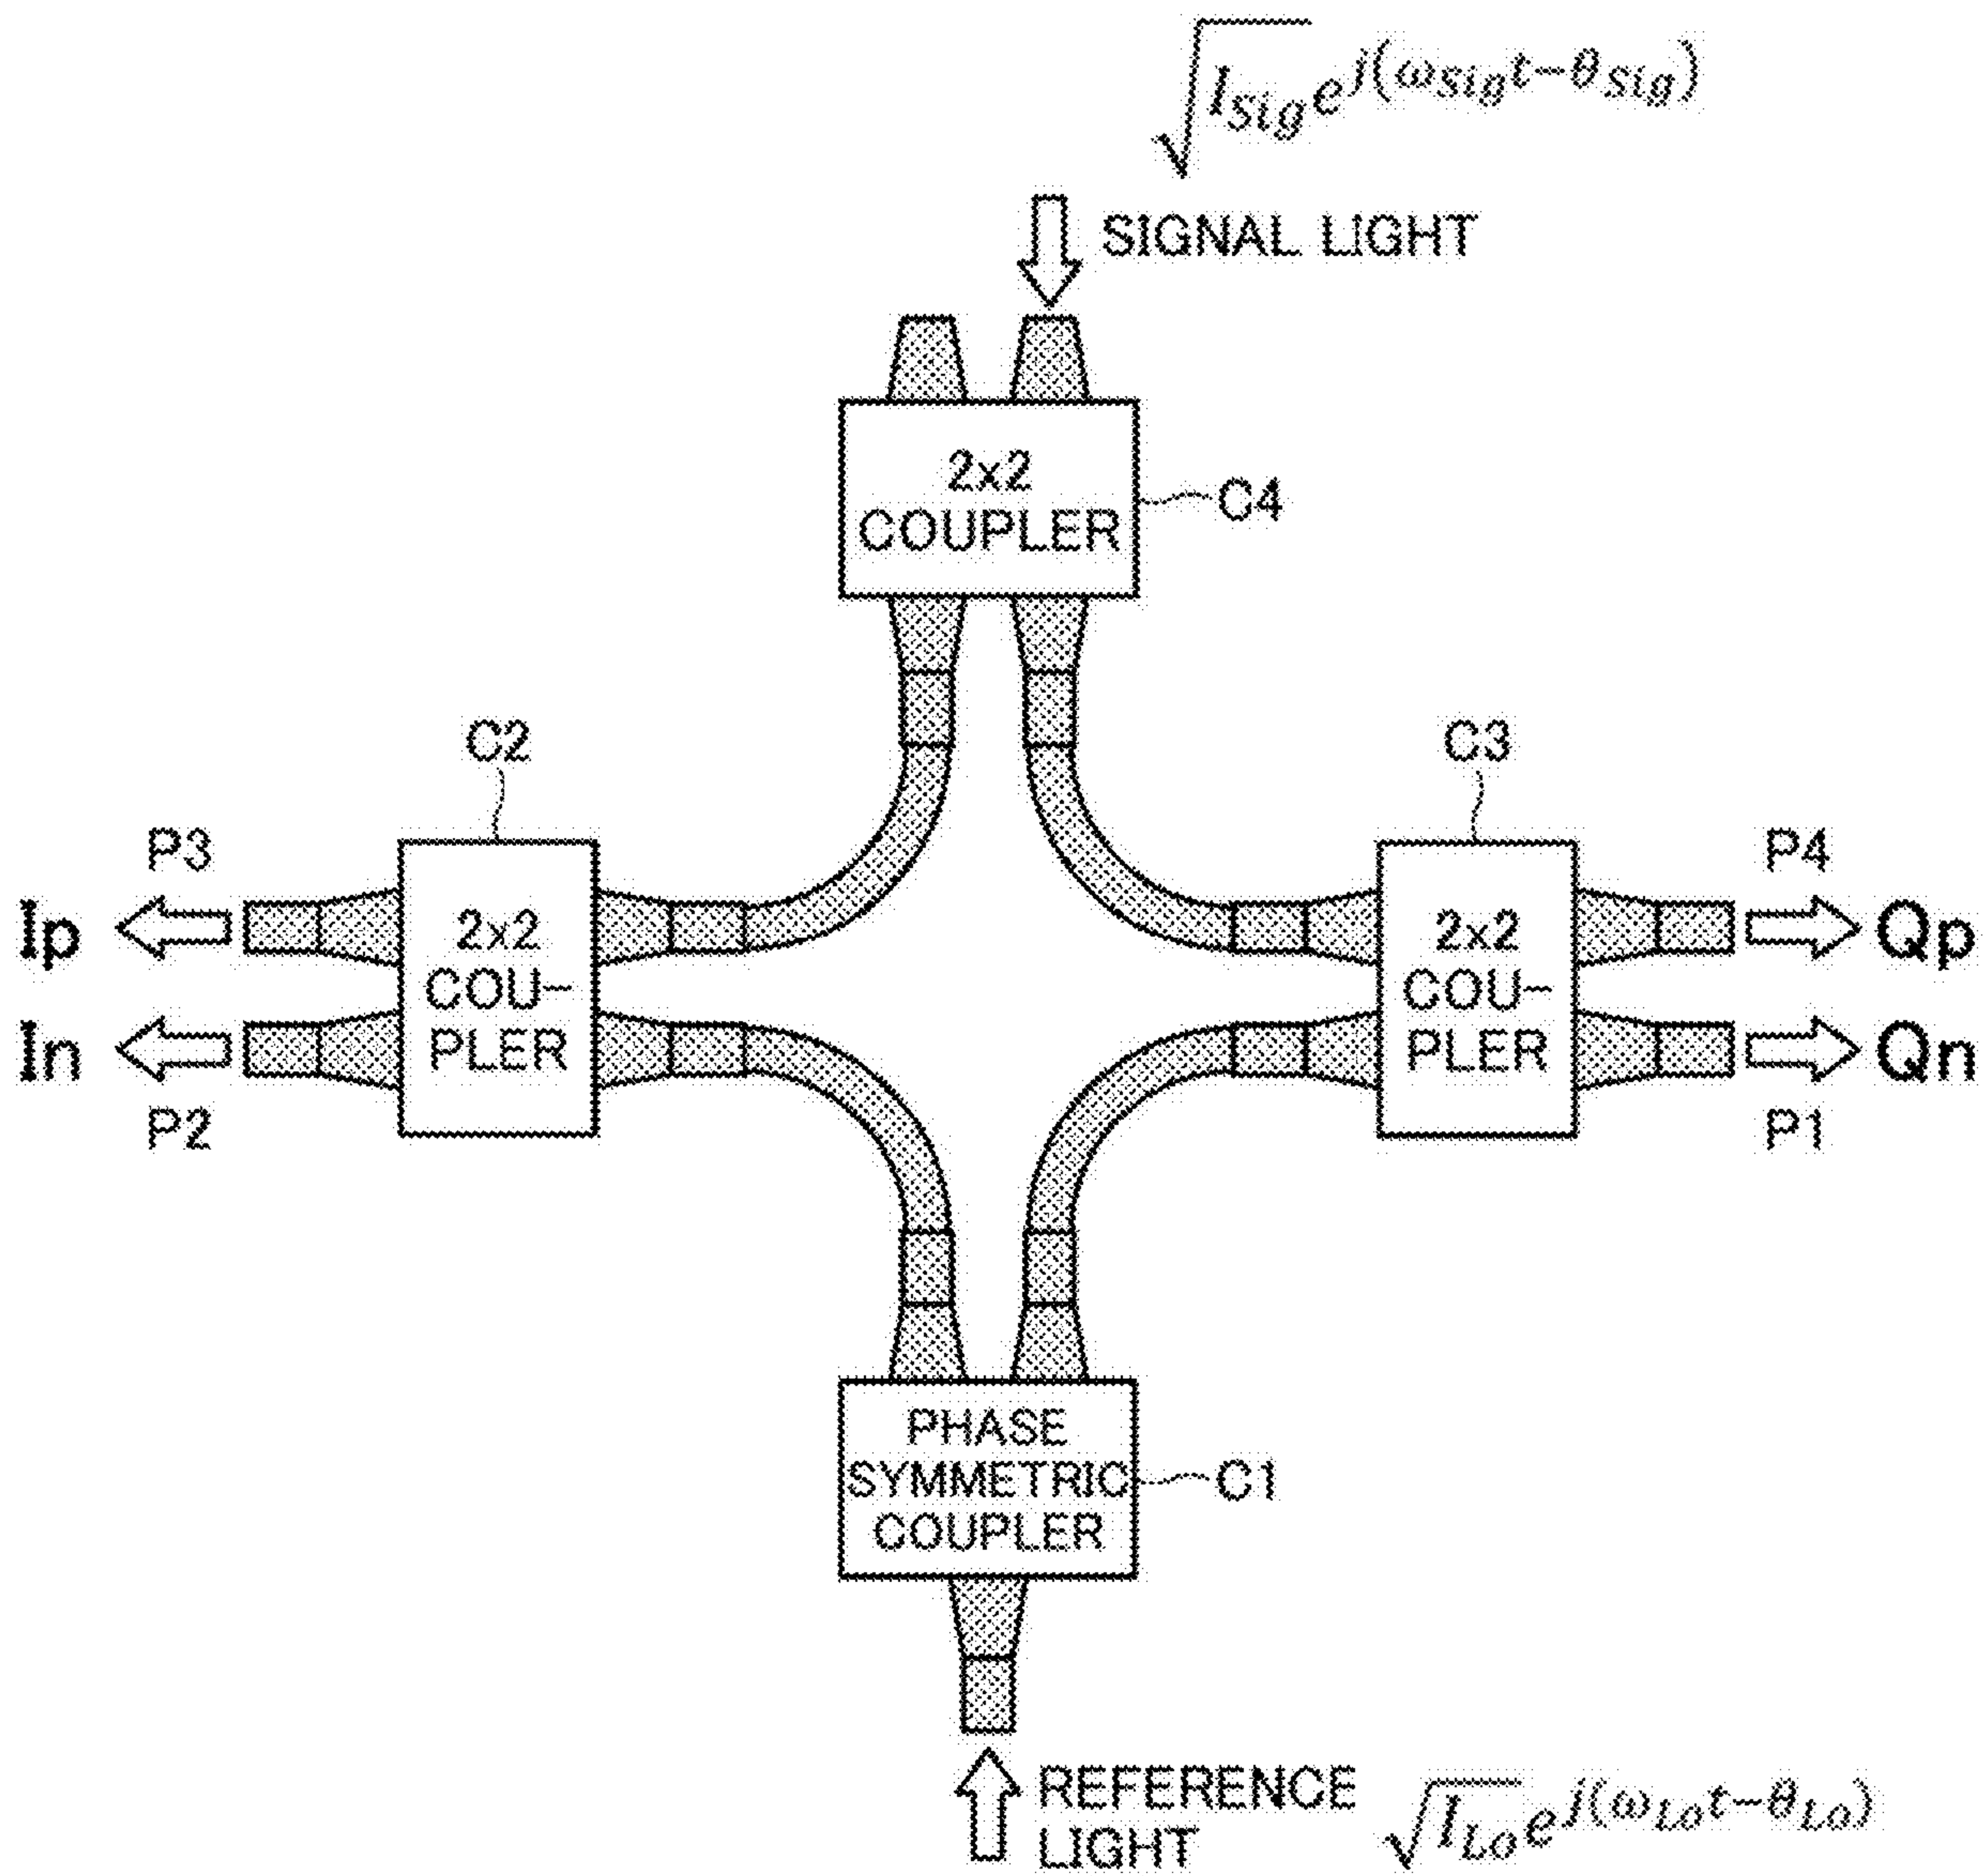 √I_Sig e^j(ω_Sig t−θ_Sig)
SIGNAL LIGHT
2x2
COUPLER
C4
C2
C3
P3
P4
Ip
2x2
COU-
PLER
In
P2
2x2
COU-
PLER
Qp
Qn
P1
PHASE
SYMMETRIC
COUPLER
C1
REFERENCE
LIGHT
√I_Lo e^j(ω_Lo t−θ_Lo)